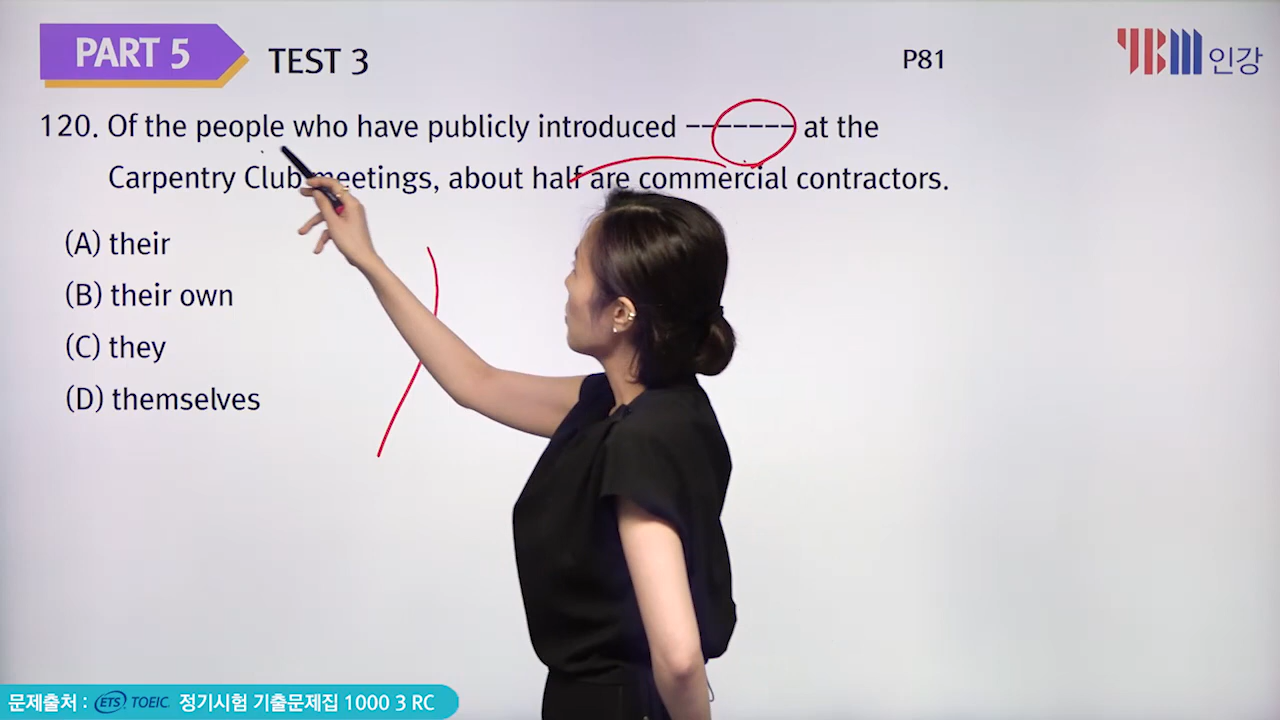 PART 5
TEST 3
P81
YBM 인강
120. Of the people who have publicly introduced ------- at the
Carpentry Club meetings, about half are commercial contractors.
(A) their
(B) their own
(C) they
(D) themselves
문제출처 : ETS TOEIC 정기시험 기출문제집 1000 3 RC